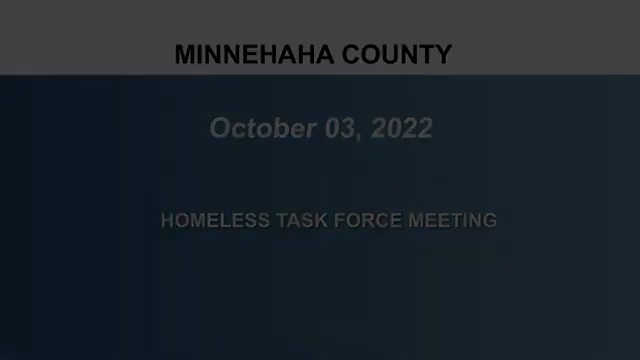 MINNEHAHA COUNTY
October 03, 2022
HOMELESS TASK FORCE MEETING